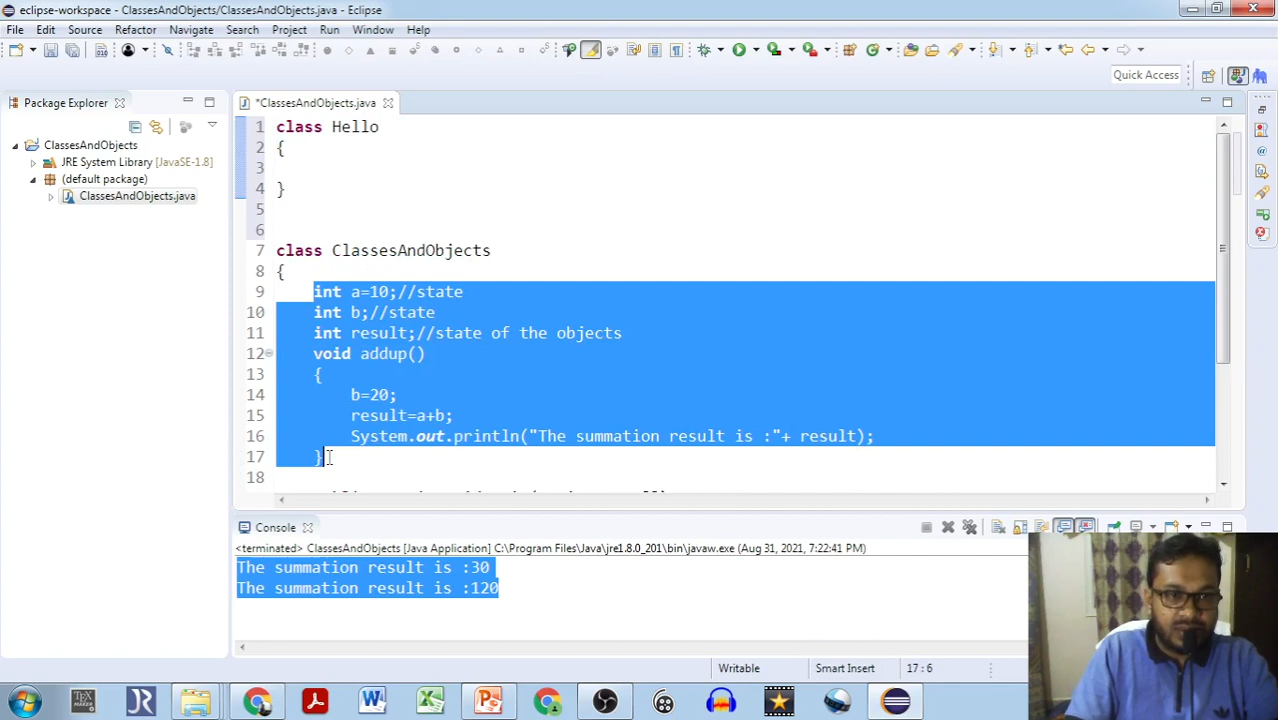 eclipse-workspace - ClassesAndObjects/ClassesAndObjects.java - Eclipse
File Edit Source Refactor Navigate Search Project Run Window Help
Quick Access
Package Explorer
ClassesAndObjects
JRE System Library [JavaSE-1.8]
(default package)
ClassesAndObjects.java
*ClassesAndObjects.java
1 class Hello
2 {
3
4 }
5
6
7 class ClassesAndObjects
8 {
9 int a=10;//state
10 int b;//state
11 int result;//state of the objects
12 void addup()
13 {
14 b=20;
15 result=a+b;
16 System.out.println("The summation result is :"+ result);
17 }
18
Console
<terminated> ClassesAndObjects [Java Application] C:\Program Files\Java\jre1.8.0_201\bin\javaw.exe (Aug 31, 2021, 7:22:41 PM)
The summation result is :30
The summation result is :120
Writable Smart Insert 17 : 6